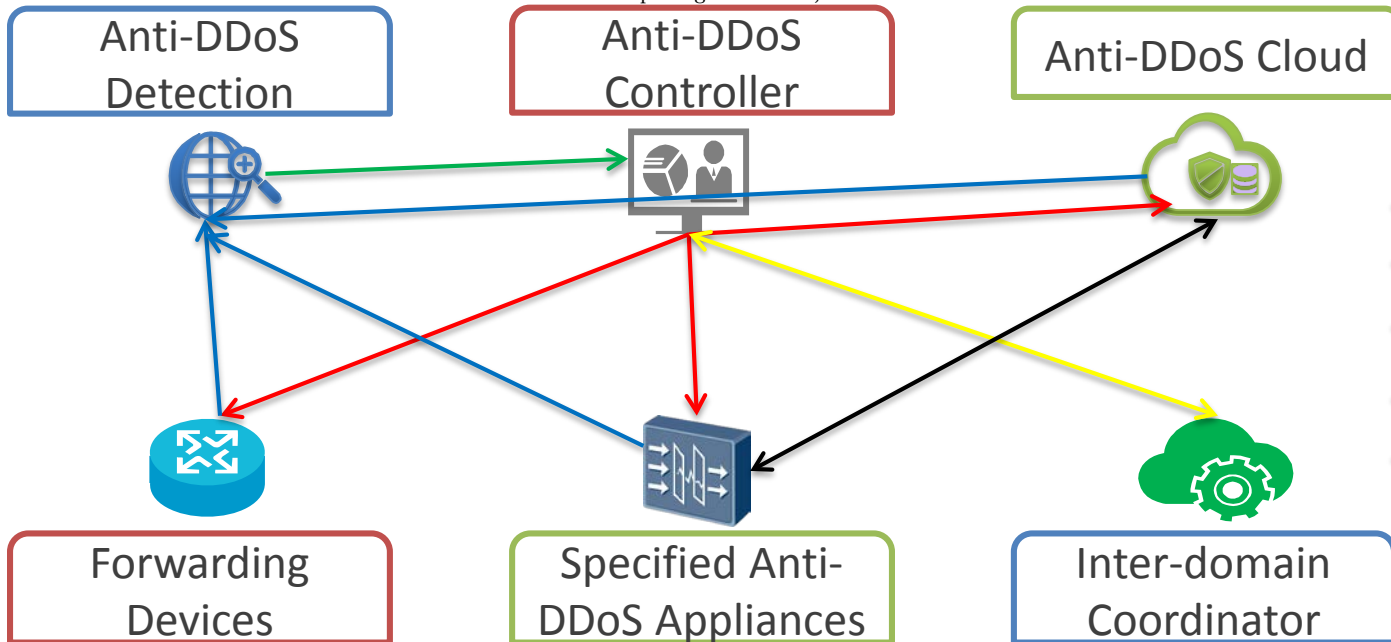 Anti-DDoS
Detection
Anti-DDoS
Controller
Anti-DDoS Cloud
Forwarding
Devices
Specified Anti-
DDoS Appliances
Inter-domain
Coordinator